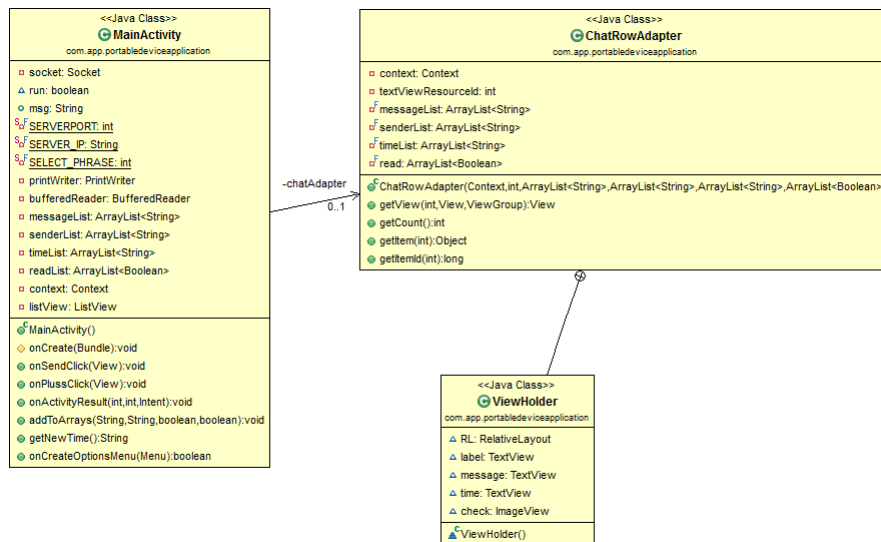 <<Java Class>>
MainActivity
com.app.portabledeviceapplication
socket: Socket
run: boolean
msg: String
SERVERPORT: int
SERVER_IP: String
SELECT_PHRASE: int
printWriter: PrintWriter
bufferedReader: BufferedReader
messageList: ArrayList<String>
senderList: ArrayList<String>
timeList: ArrayList<String>
readList: ArrayList<Boolean>
context: Context
listView: ListView
MainActivity()
onCreate(Bundle):void
onSendClick(View):void
onPlussClick(View):void
onActivityResult(int,int,Intent):void
addToArrays(String,String,boolean,boolean):void
getNewTime():String
onCreateOptionsMenu(Menu):boolean
-chatAdapter
0..1
<<Java Class>>
ChatRowAdapter
com.app.portabledeviceapplication
context: Context
textViewResourceId: int
messageList: ArrayList<String>
senderList: ArrayList<String>
timeList: ArrayList<String>
read: ArrayList<Boolean>
ChatRowAdapter(Context,int,ArrayList<String>,ArrayList<String>,ArrayList<String>,ArrayList<Boolean>
getView(int,View,ViewGroup):View
getCount():int
getItem(int):Object
getItemId(int):long
<<Java Class>>
ViewHolder
com.app.portabledeviceapplication
RL: RelativeLayout
label: TextView
message: TextView
time: TextView
check: ImageView
ViewHolder()